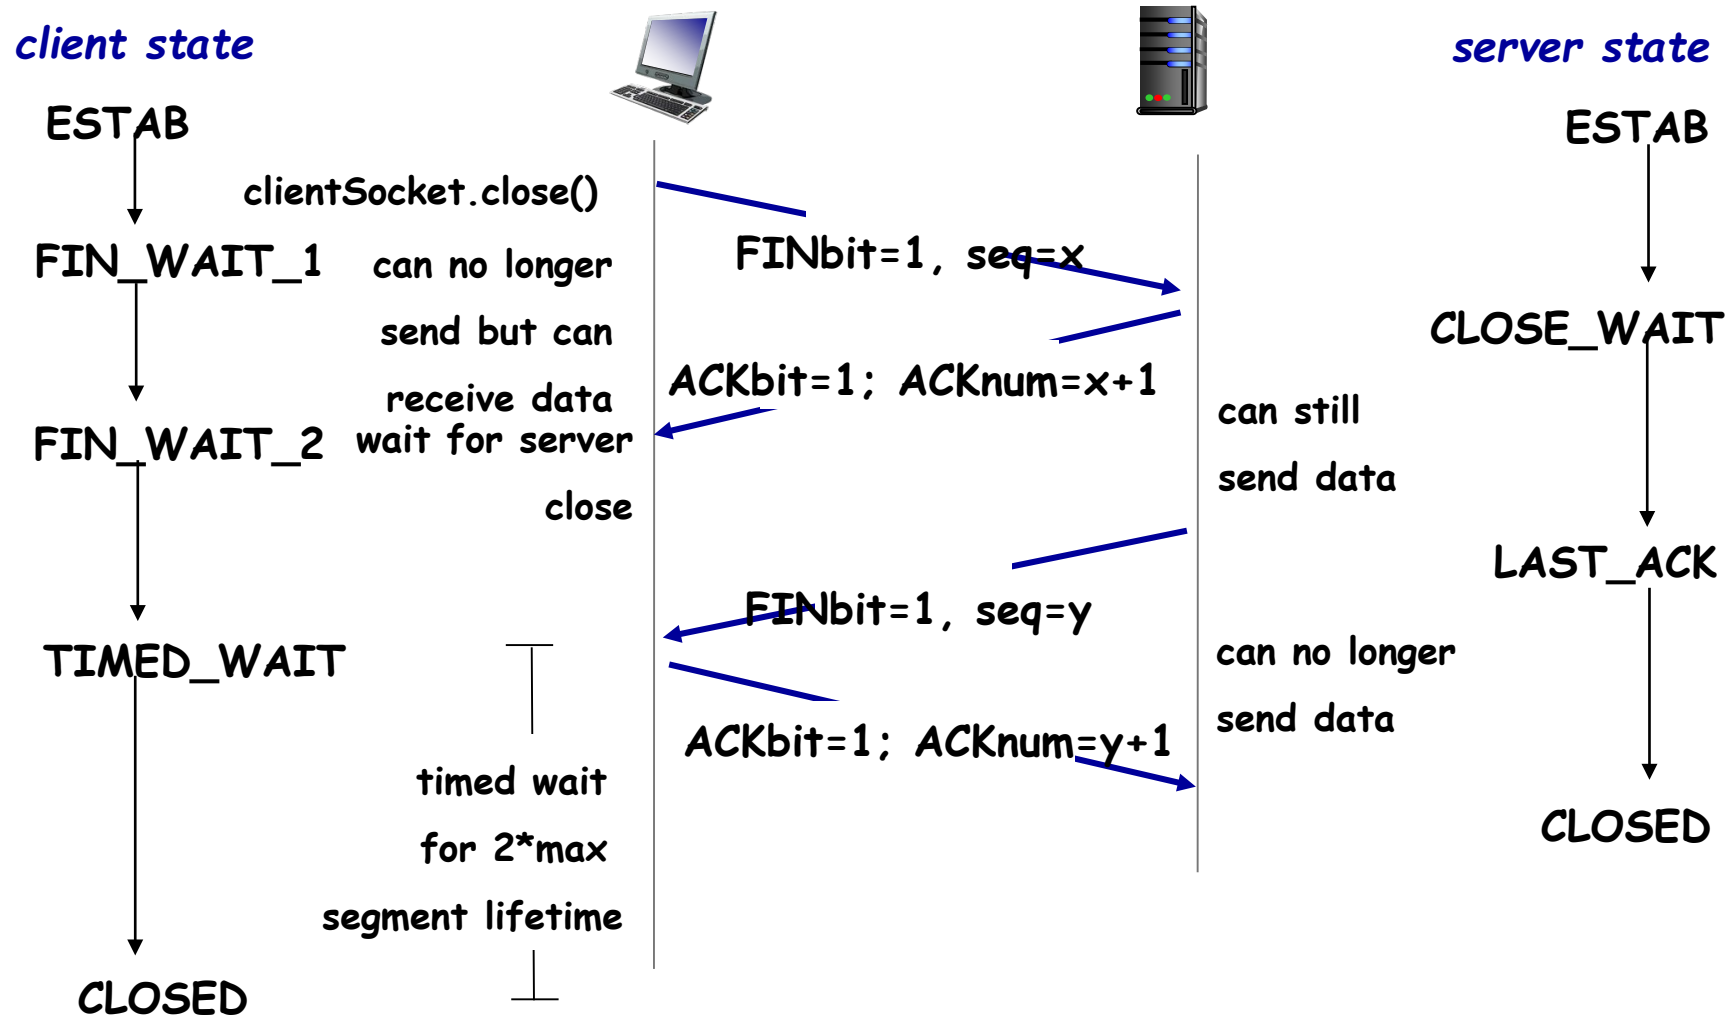 client state
server state
ESTAB
ESTAB
clientSocket.close()
FINbit=1, seq=x
FIN_WAIT_1
can no longer
send but can
receive data
CLOSE_WAIT
ACKbit=1; ACKnum=x+1
can still
send data
FIN_WAIT_2
wait for server
close
LAST_ACK
FINbit=1, seq=y
can no longer
send data
TIMED_WAIT
ACKbit=1; ACKnum=y+1
timed wait
for 2*max
segment lifetime
CLOSED
CLOSED